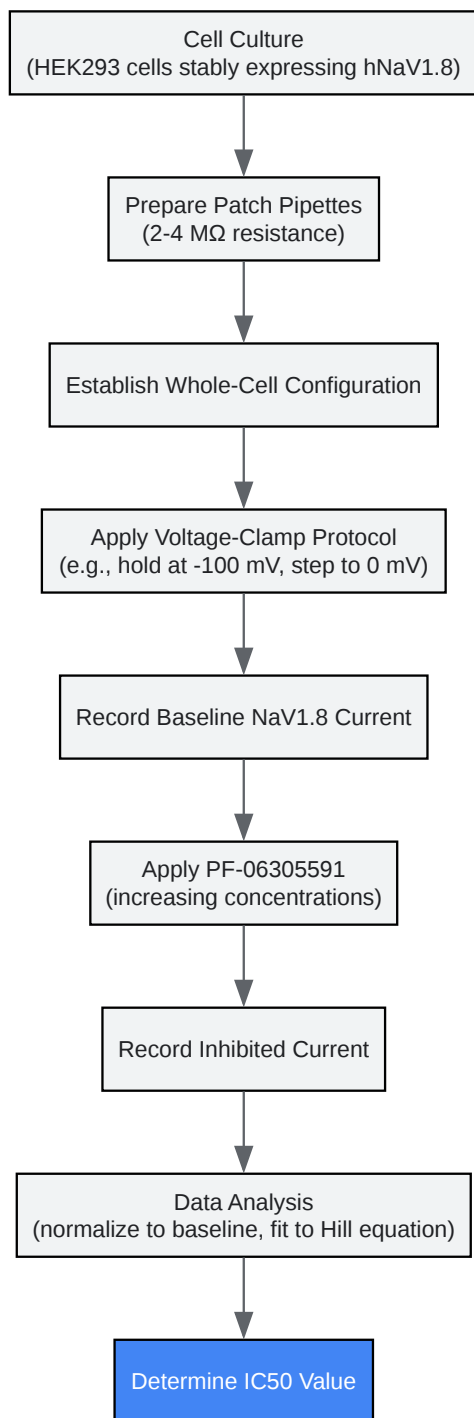 Cell Culture
(HEK293 cells stably expressing hNaV1.8)
Prepare Patch Pipettes
(2-4 MΩ resistance)
Establish Whole-Cell Configuration
Apply Voltage-Clamp Protocol
(e.g., hold at -100 mV, step to 0 mV)
Record Baseline NaV1.8 Current
Apply PF-06305591
(increasing concentrations)
Record Inhibited Current
Data Analysis
(normalize to baseline, fit to Hill equation)
Determine IC50 Value